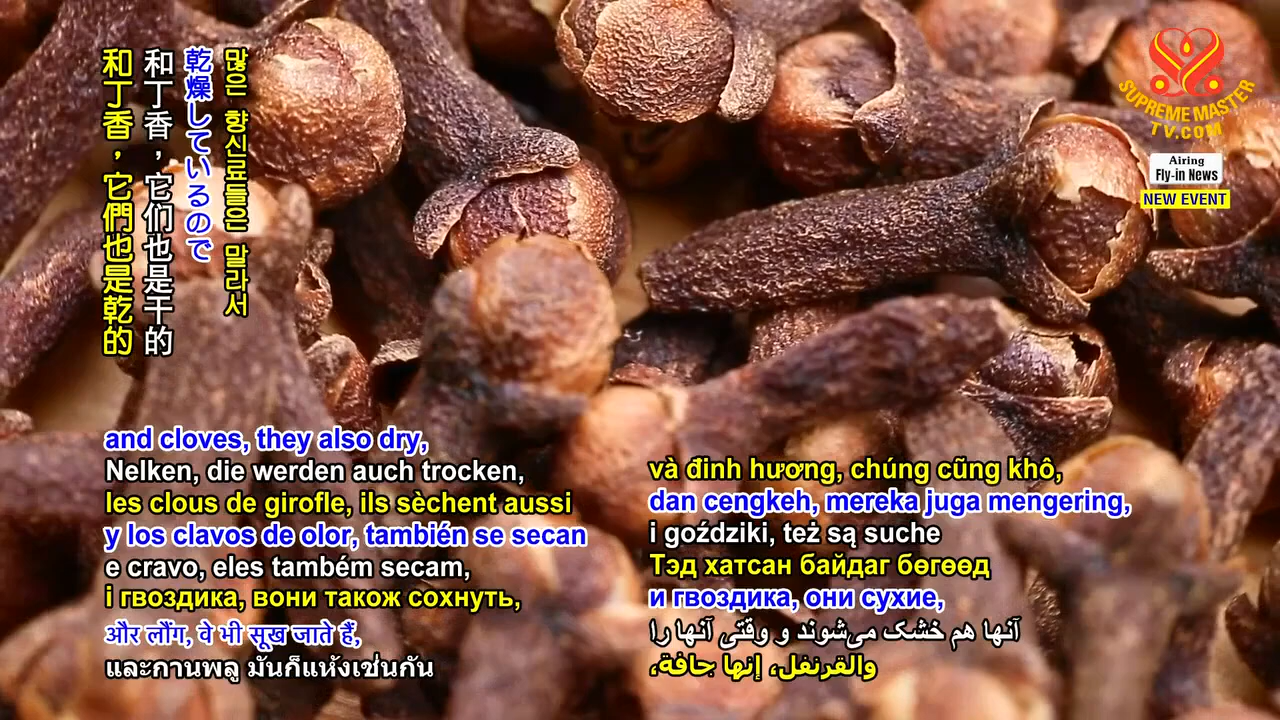 많은 향신료들은 말라서
乾燥しているので
和丁香，它们也是干的
和丁香，它們也是乾的
SUPREME MASTER
TV.COM
Airing
Fly-in News
NEW EVENT
and cloves, they also dry,
Nelken, die werden auch trocken,
les clous de girofle, ils sèchent aussi
y los clavos de olor, también se secan
e cravo, eles também secam,
і гвоздика, вони також сохнуть,
और लौंग, वे भी सूख जाते हैं,
และกานพลู มันก็แห้งเช่นกัน
và đinh hương, chúng cũng khô,
dan cengkeh, mereka juga mengering,
i goździki, też są suche
Тэд хатсан байдаг бөгөөд
и гвоздика, они сухие,
آنها هم خشک می‌شوند و وقتی آنها را
والقرنفل، إنها جافة،